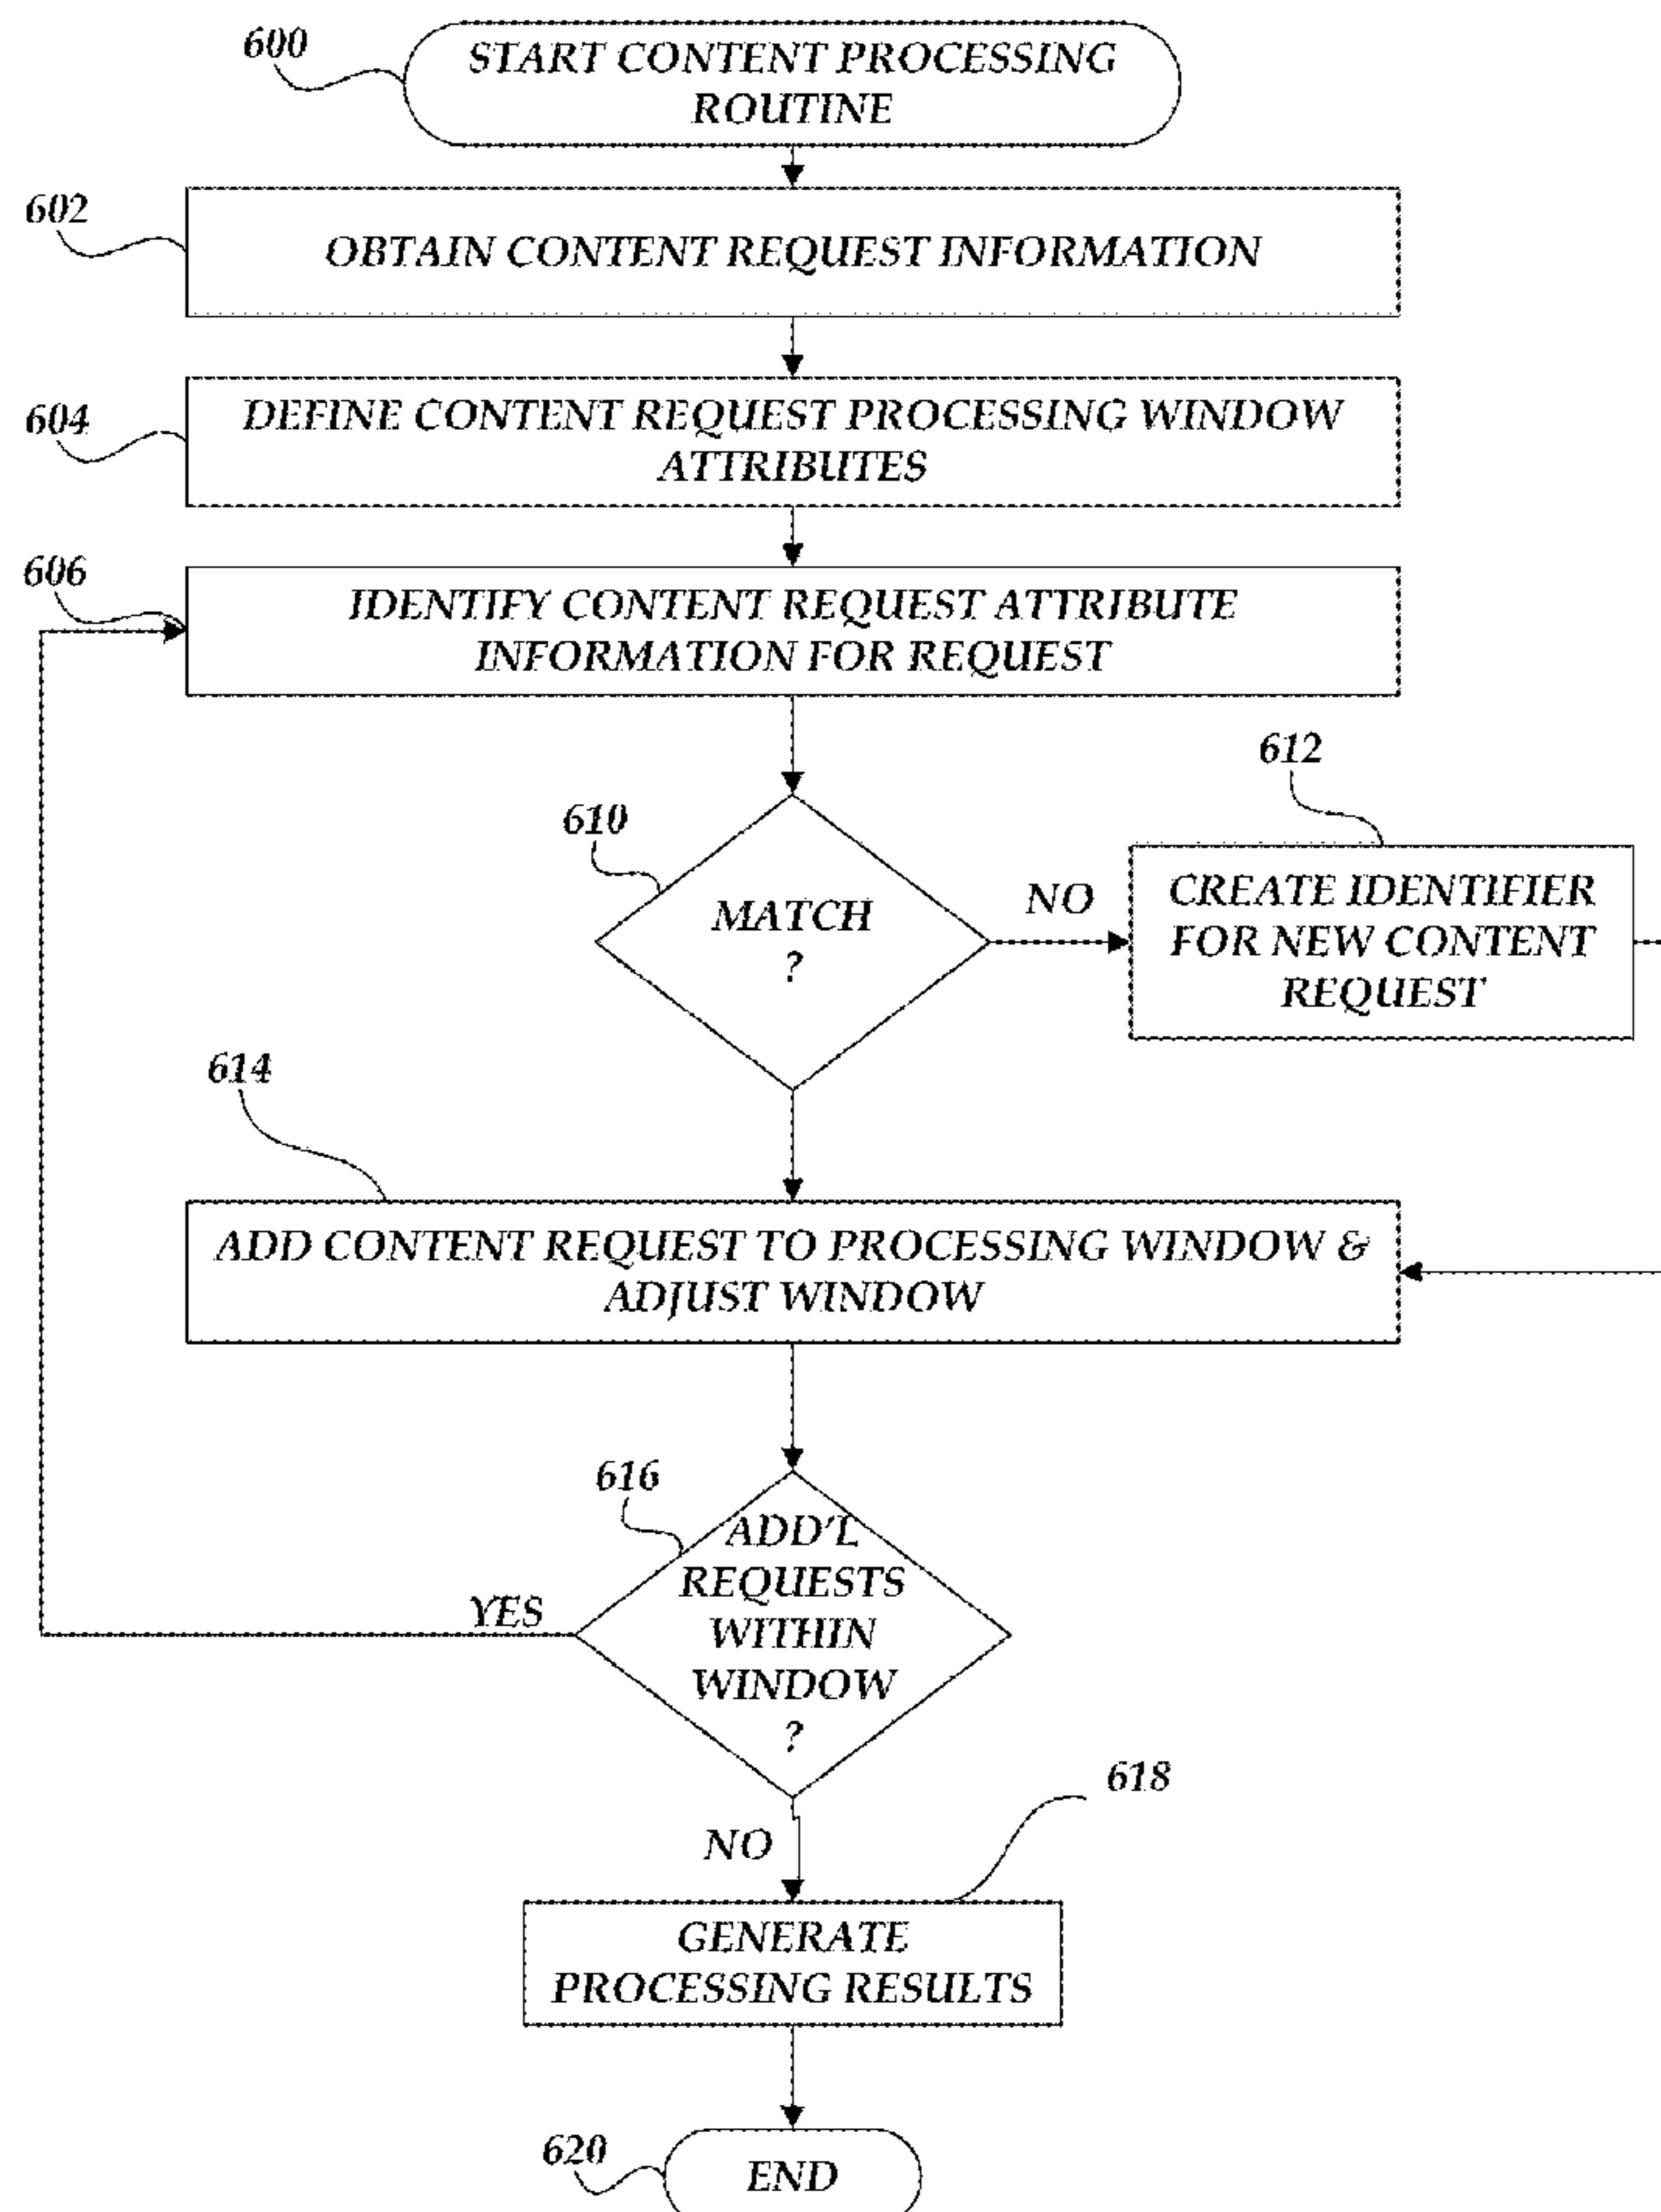 600
START CONTENT PROCESSING
ROUTINE
602
OBTAIN CONTENT REQUEST INFORMATION
604
DEFINE CONTENT REQUEST PROCESSING WINDOW
ATTRIBUTES
606
IDENTIFY CONTENT REQUEST ATTRIBUTE
INFORMATION FOR REQUEST
610
MATCH
?
NO
612
CREATE IDENTIFIER
FOR NEW CONTENT
REQUEST
614
ADD CONTENT REQUEST TO PROCESSING WINDOW &
ADJUST WINDOW
616
ADD'L
REQUESTS
WITHIN
WINDOW
?
YES
NO
618
GENERATE
PROCESSING RESULTS
620
END